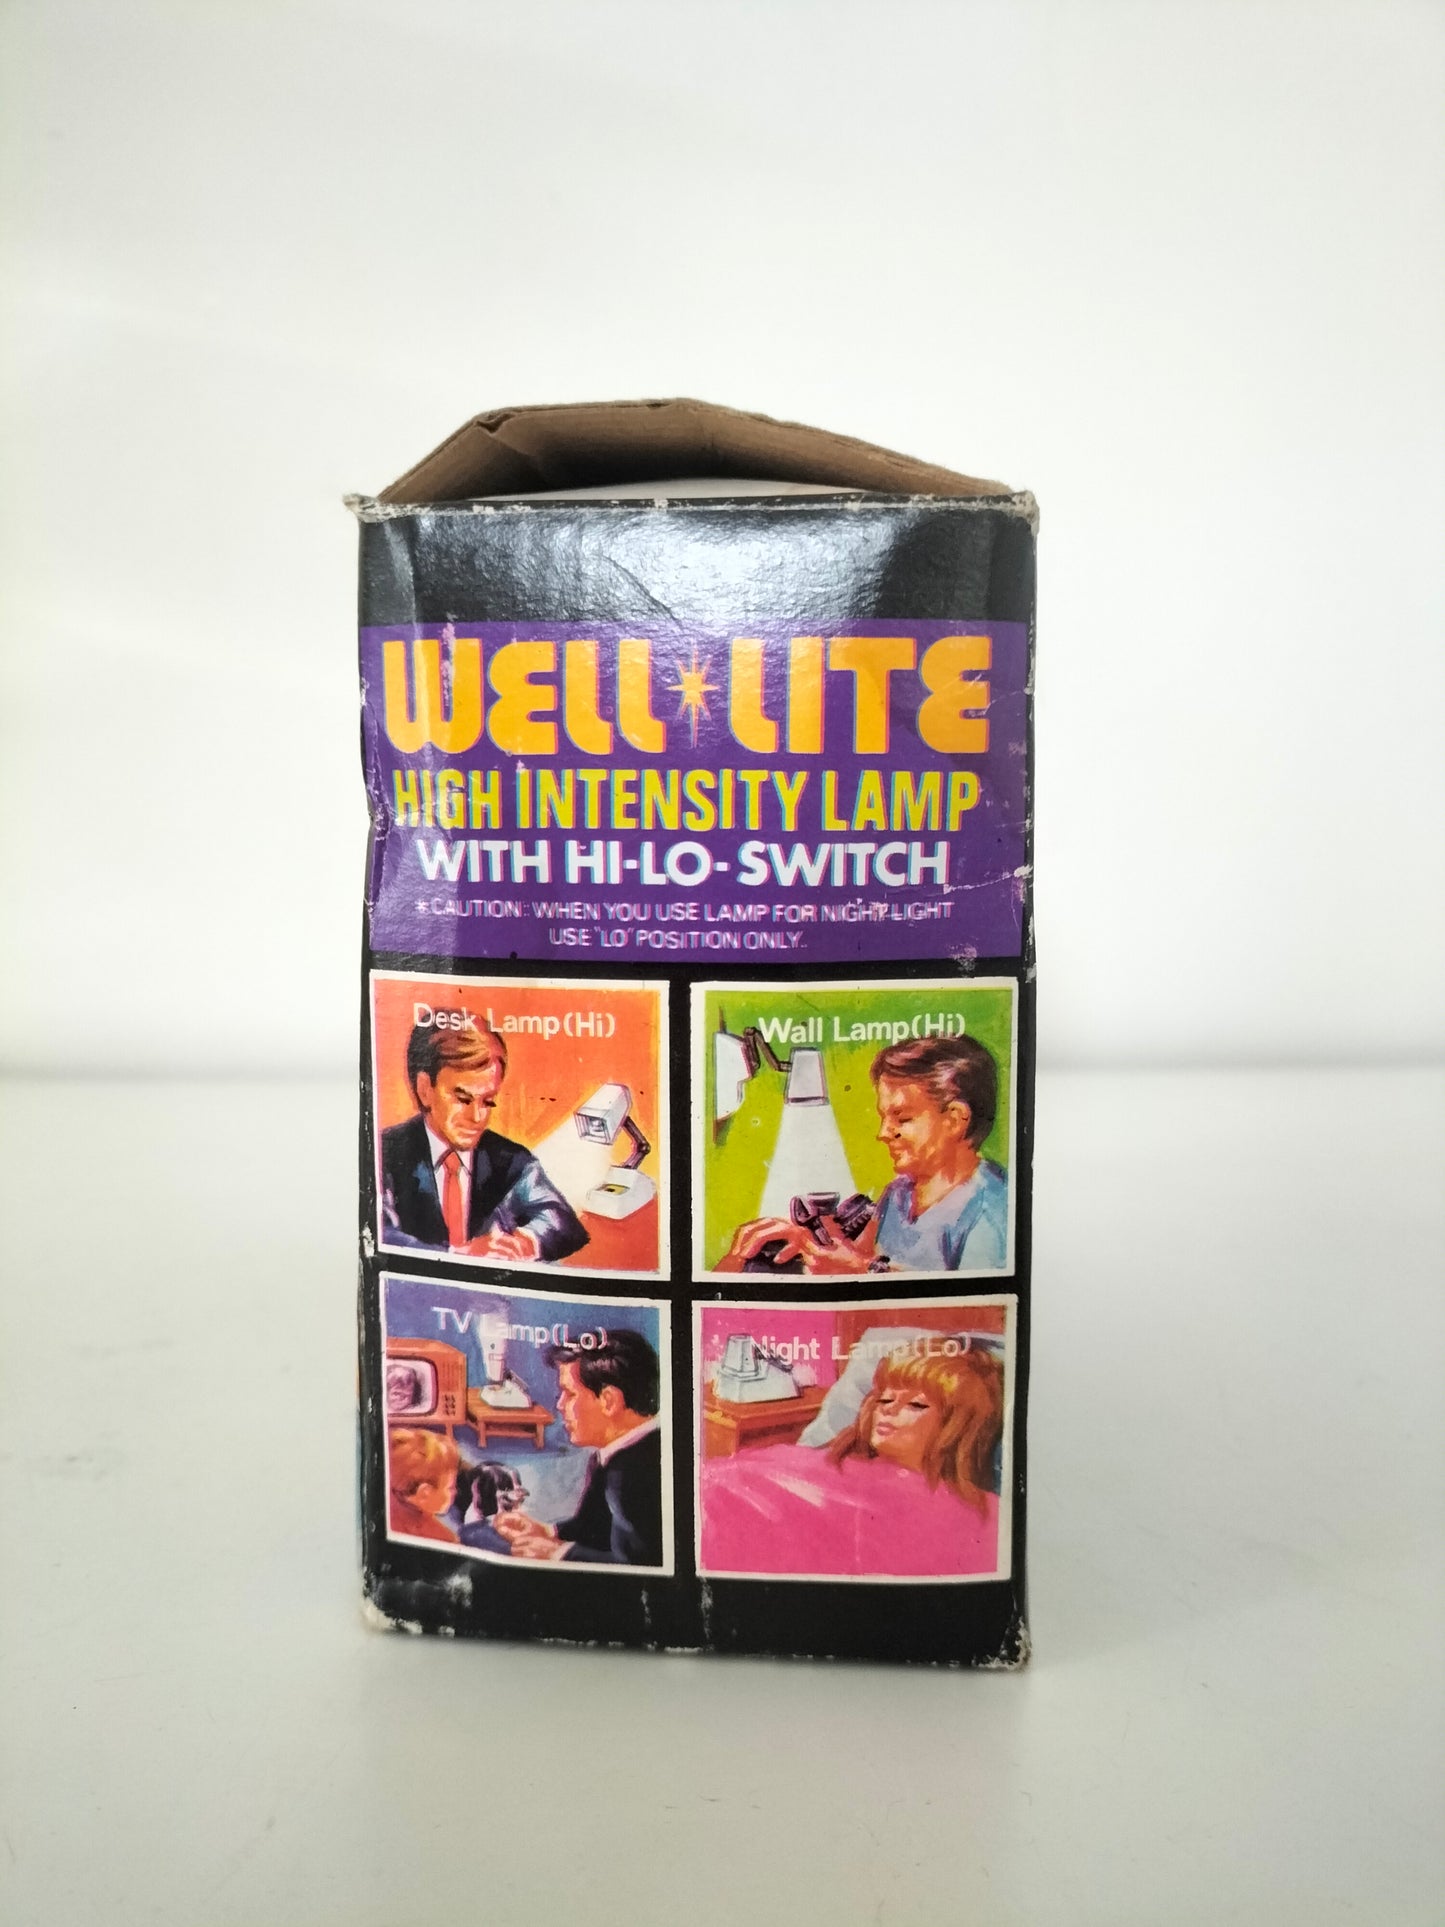 WELL LITE
HIGH INTENSITY LAMP
WITH HI-LO-SWITCH
*CAUTION: WHEN YOU USE LAMP FOR NIGHT-LIGHT
USE "LO" POSITION ONLY.
Desk Lamp(Hi)
Wall Lamp(Hi)
TV Lamp(Lo)
Night Lamp(Lo)